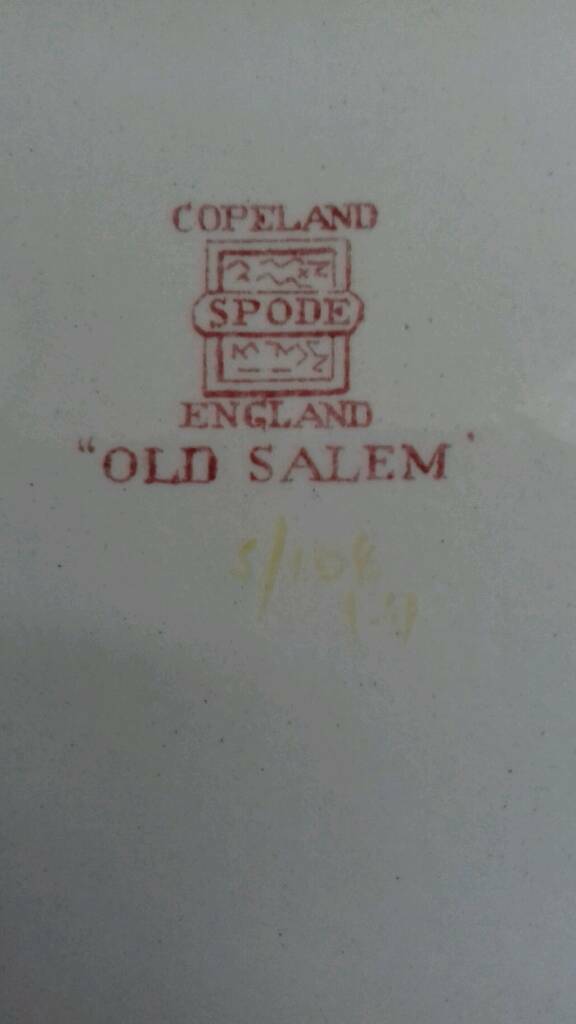 COPELAND
SPODE
ENGLAND
"OLD SALEM'